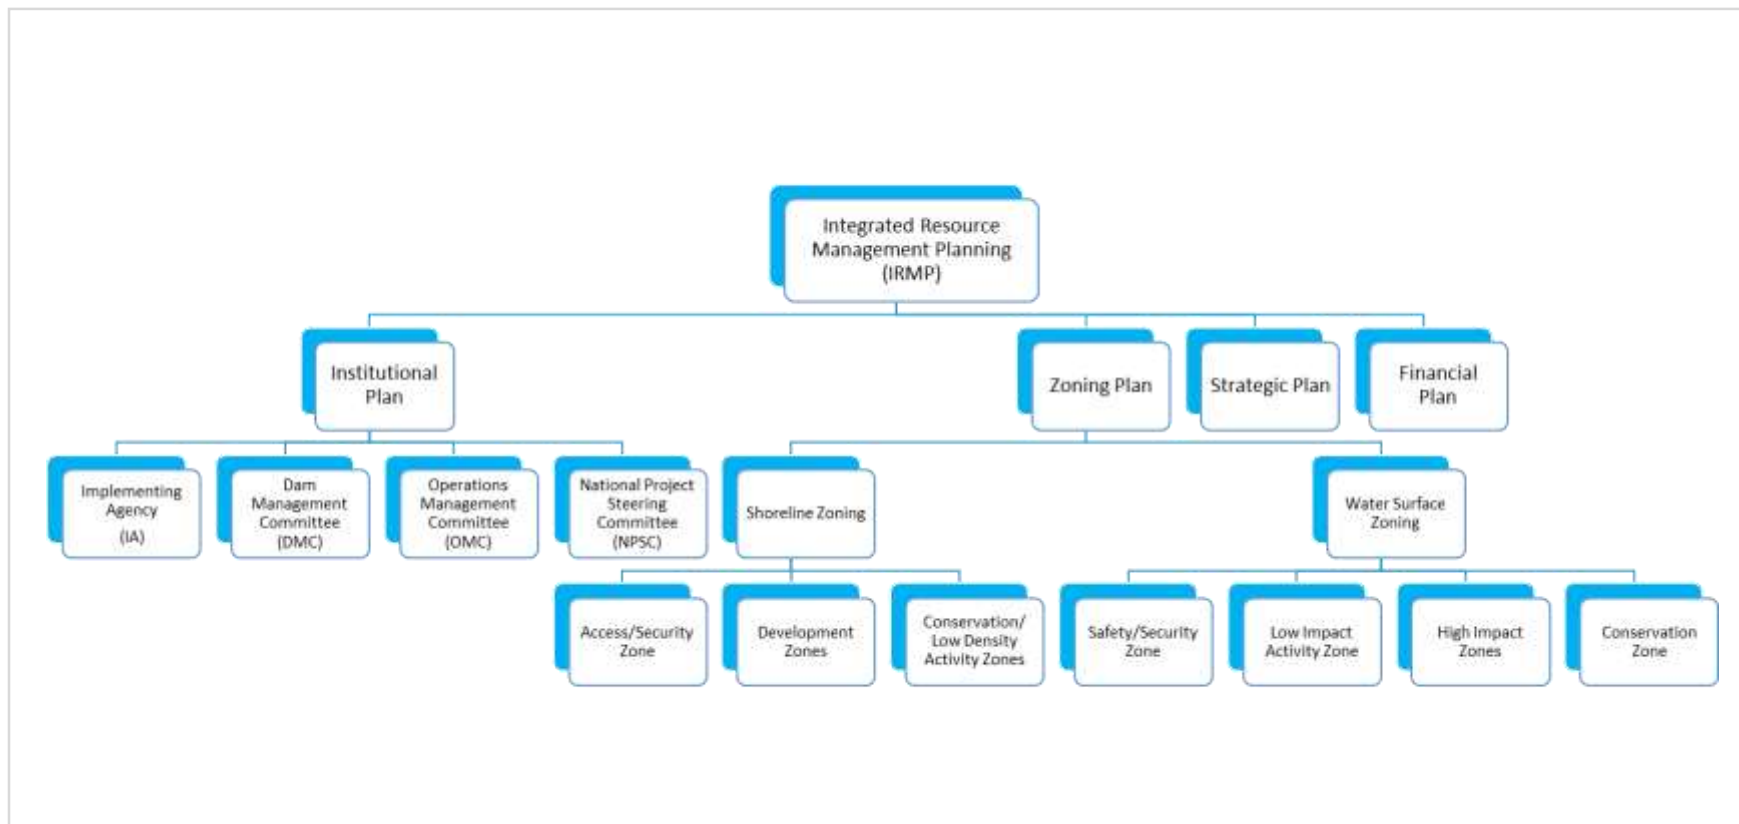 Integrated Resource
Management Planning
(IRMP)
Institutional
Plan
Zoning Plan
Strategic Plan
Financial
Plan
Implementing
Agency
(IA)
Dam
Management
Committee
(DMC)
Operations
Management
Committee
(OMC)
National Project
Steering
Committee
(NPSC)
Shoreline Zoning
Water Surface
Zoning
Access/Security
Zone
Development
Zones
Conservation/
Low Density
Activity Zones
Safety/Security
Zone
Low Impact
Activity Zone
High Impact
Zones
Conservation
Zone